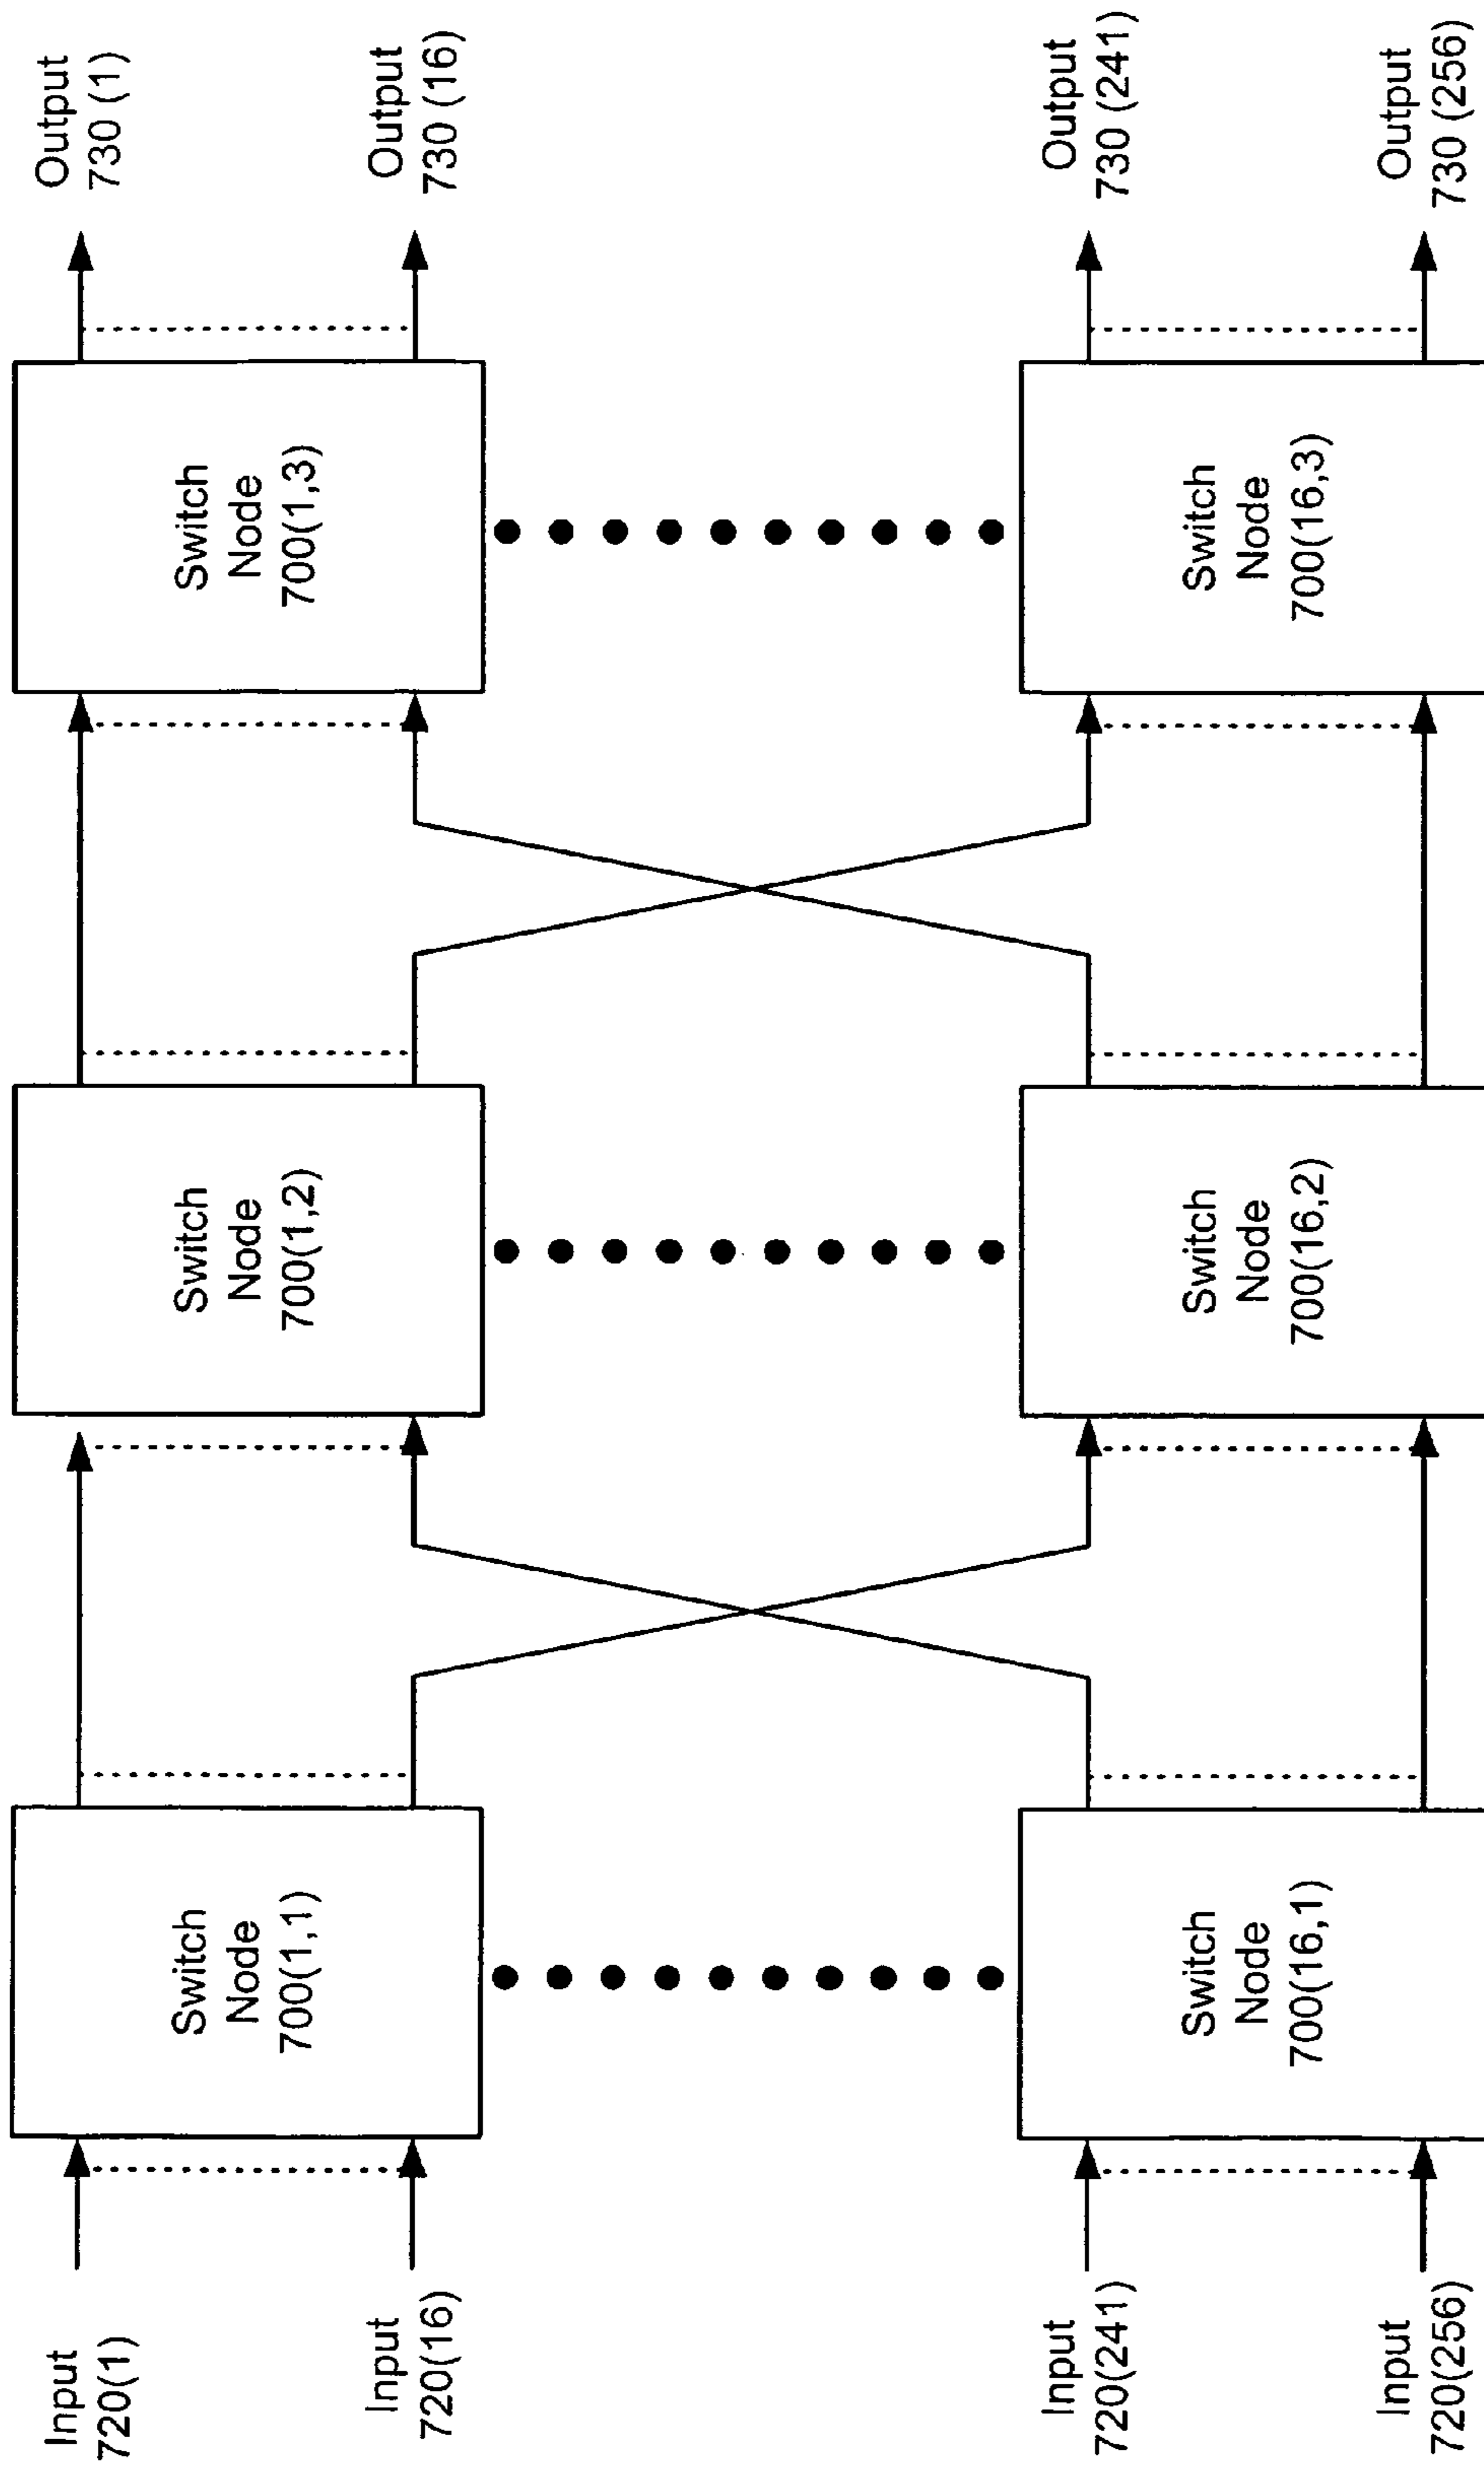 Input
720(1)
Input
720(16)
Input
720(241)
Input
720(256)
Switch
Node
700(1,1)
Switch
Node
700(16,1)
Switch
Node
700(1,2)
Switch
Node
700(16,2)
Switch
Node
700(1,3)
Switch
Node
700(16,3)
Output
730 (1)
Output
730 (16)
Output
730 (241)
Output
730 (256)